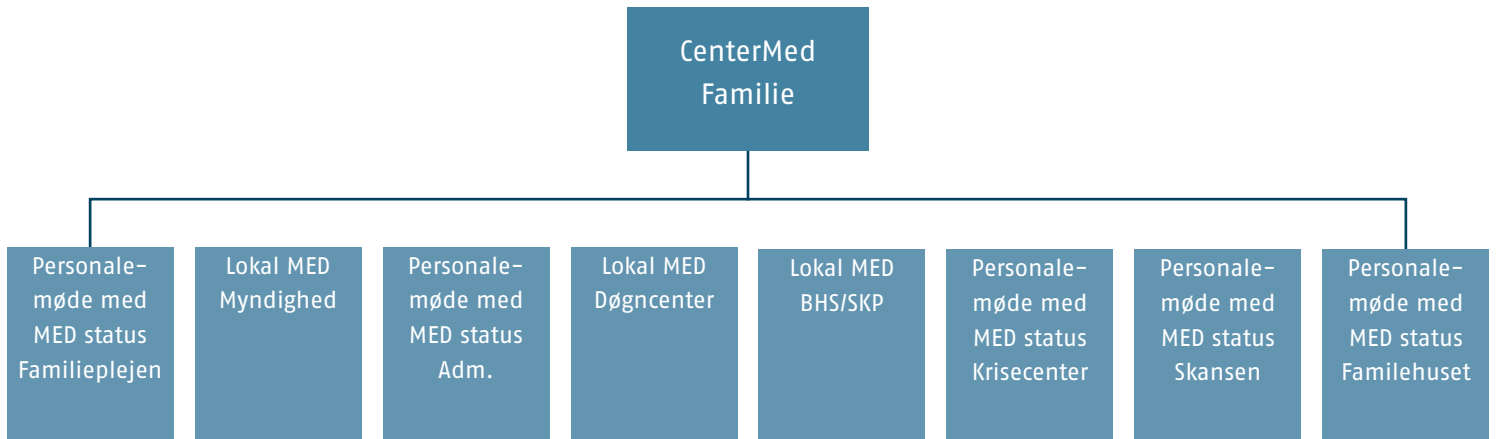 CenterMed
Familie
Personale-
møde med
MED status
Familieplejen
Lokal MED
Myndighed
Personale-
møde med
MED status
Adm.
Lokal MED
Døgncenter
Lokal MED
BHS/SKP
Personale-
møde med
MED status
Krisecenter
Personale-
møde med
MED status
Skansen
Personale-
møde med
MED status
Familehuset